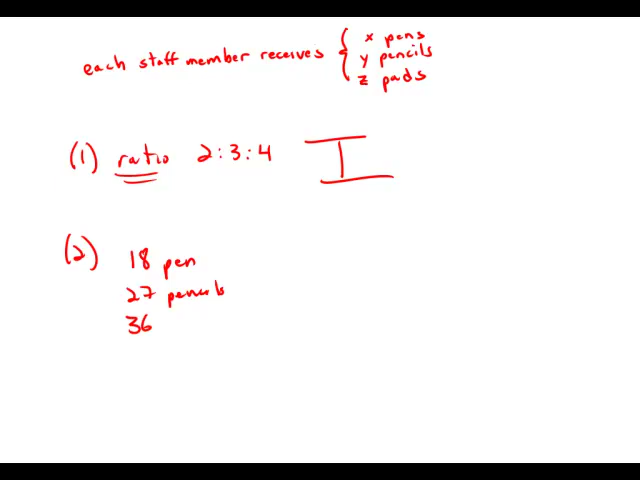 each staff member receives { x pens
y pencils
z pads
(1) ratio 2:3:4 I
(2) 18 pen
27 pencils
36